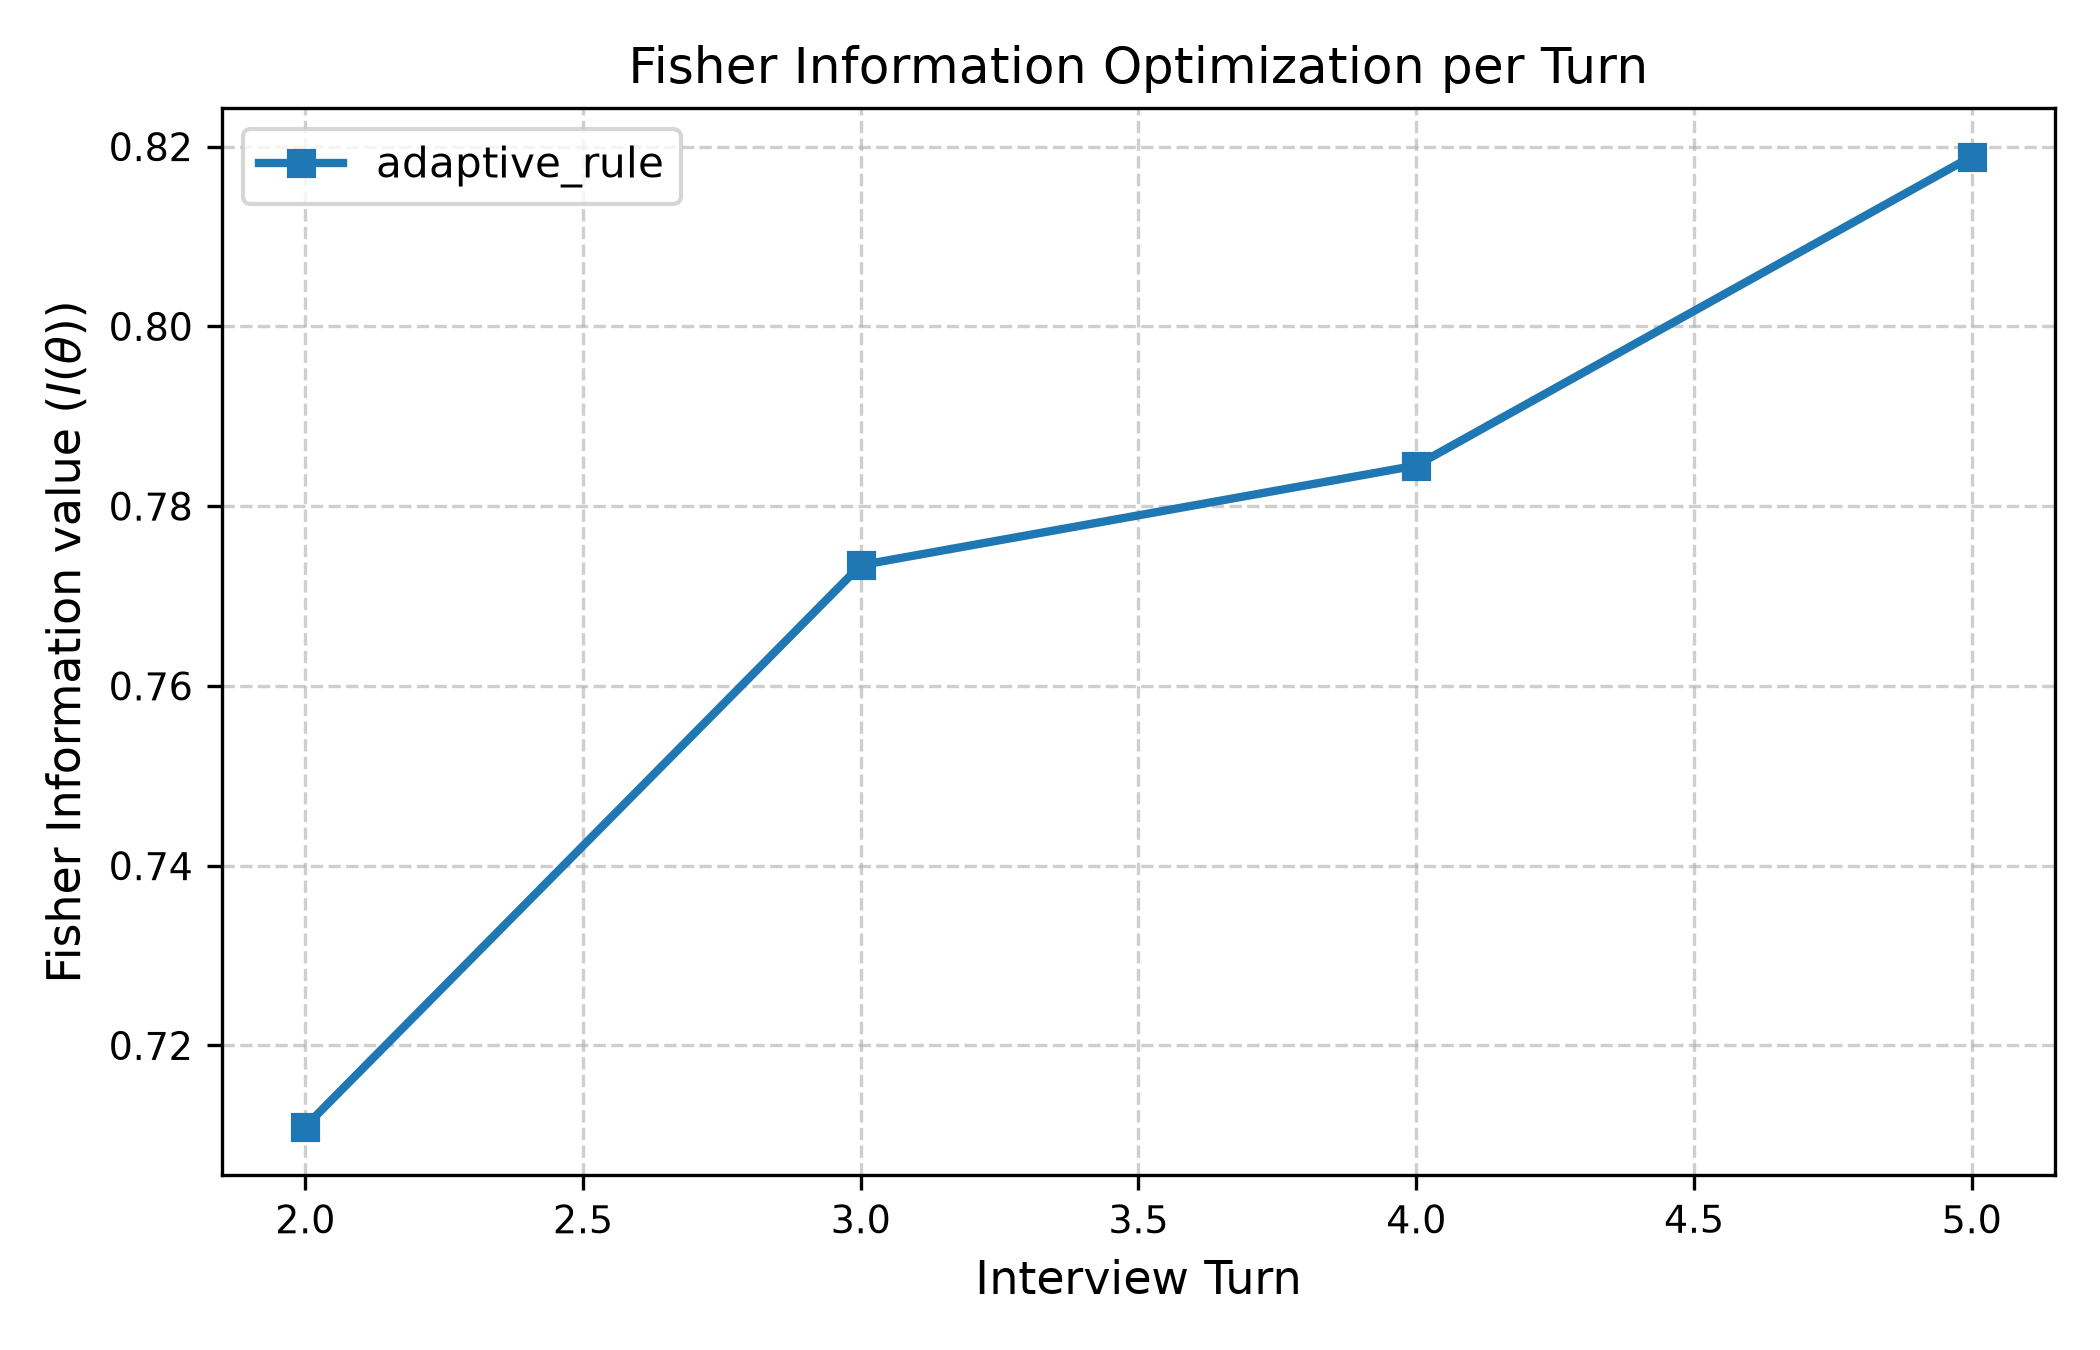 Fisher Information Optimization per Turn
adaptive_rule
Fisher Information value (I(θ))
0.82
0.80
0.78
0.76
0.74
0.72
2.0 2.5 3.0 3.5 4.0 4.5 5.0
Interview Turn